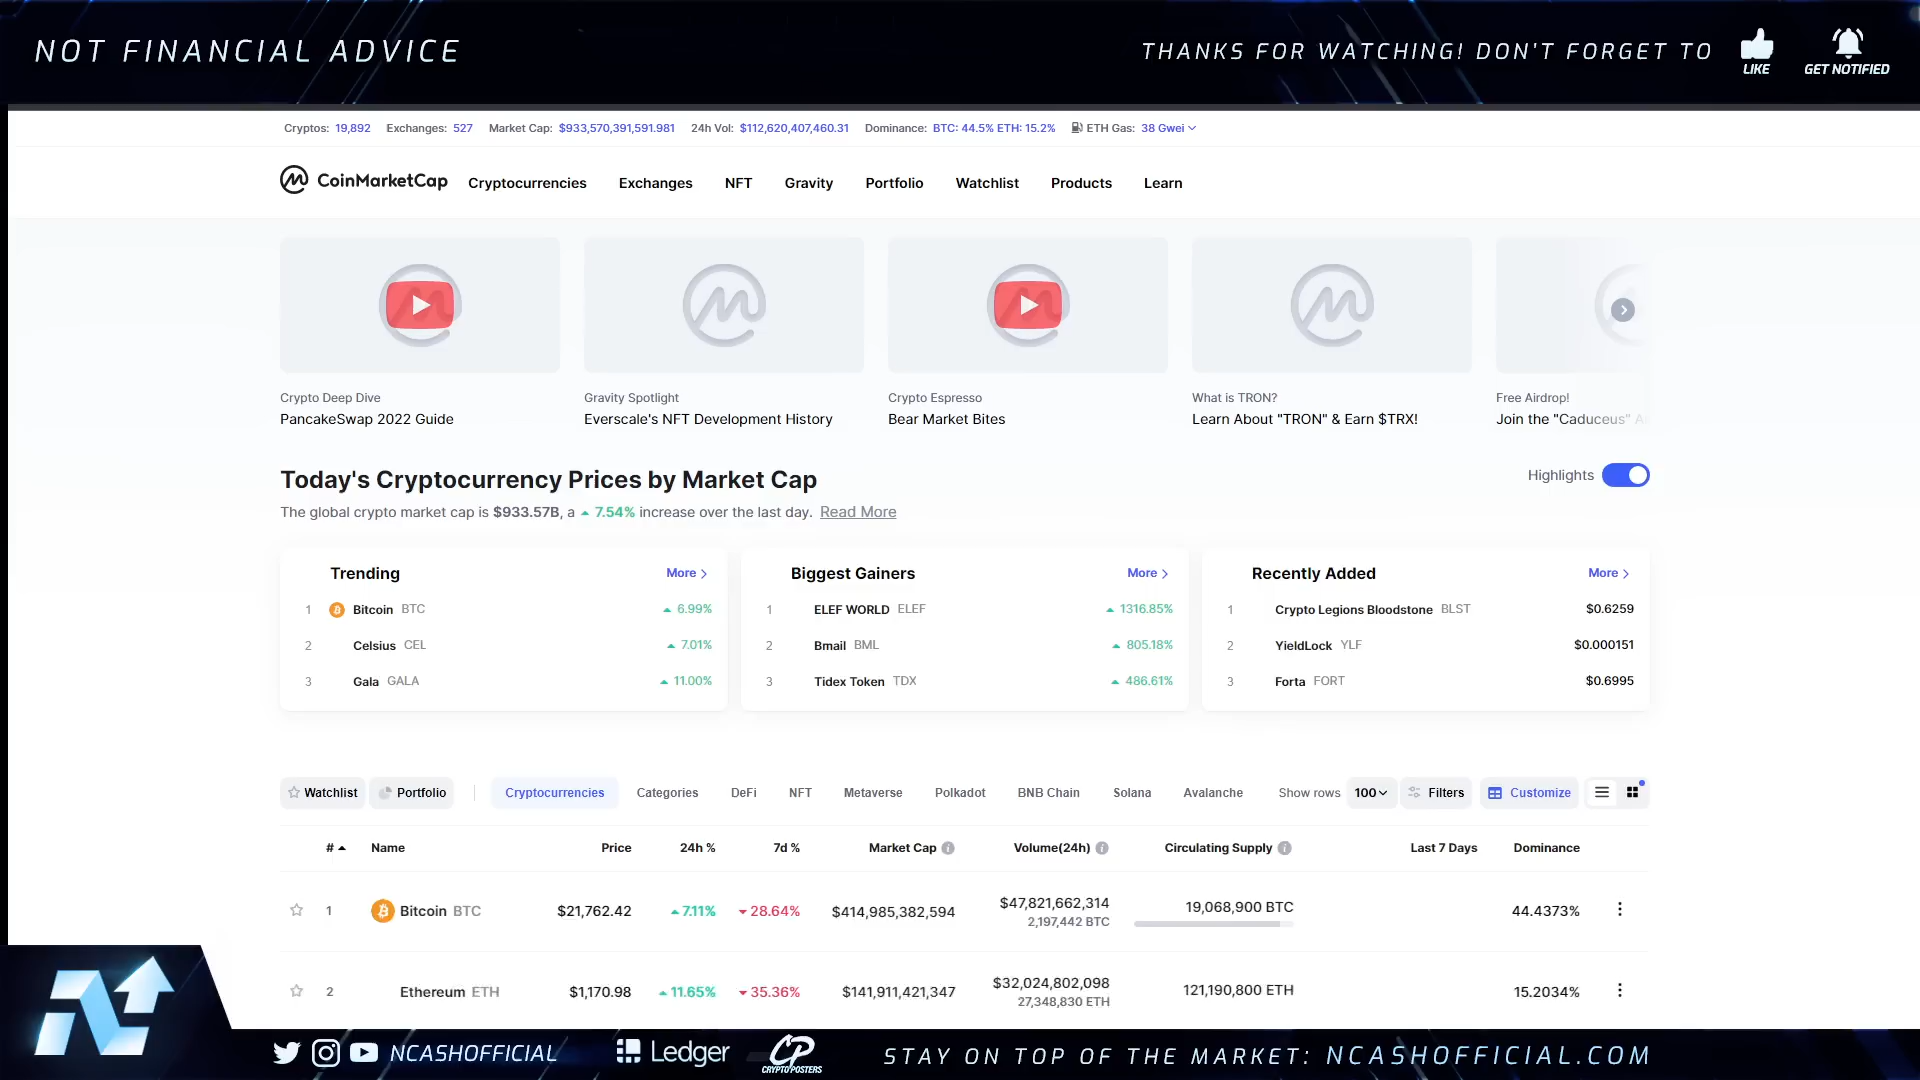 NOT FINANCIAL ADVICE
THANKS FOR WATCHING! DON'T FORGET TO
LIKE
GET NOTIFIED
Cryptos: 19,892 Exchanges: 527 Market Cap: $933,570,391,591.981 24h Vol: $112,620,407,460.31 Dominance: BTC: 44.5% ETH: 15.2% ETH Gas: 38 Gwei
CoinMarketCap Cryptocurrencies Exchanges NFT Gravity Portfolio Watchlist Products Learn
Crypto Deep Dive
PancakeSwap 2022 Guide
Gravity Spotlight
Everscale's NFT Development History
Crypto Espresso
Bear Market Bites
What is TRON?
Learn About "TRON" & Earn $TRX!
Free Airdrop!
Join the "Caduceus"
Today's Cryptocurrency Prices by Market Cap
Highlights
The global crypto market cap is $933.57B, a 7.54% increase over the last day. Read More
Trending More
1 Bitcoin BTC 6.99%
2 Celsius CEL 7.01%
3 Gala GALA 11.00%
Biggest Gainers More
1 ELEF WORLD ELEF 1316.85%
2 Bmail BML 805.18%
3 Tidex Token TDX 486.61%
Recently Added More
1 Crypto Legions Bloodstone BLST $0.6259
2 YieldLock YLF $0.000151
3 Forta FORT $0.6995
Watchlist Portfolio Cryptocurrencies Categories DeFi NFT Metaverse Polkadot BNB Chain Solana Avalanche Show rows 100 Filters Customize
# Name Price 24h % 7d % Market Cap Volume(24h) Circulating Supply Last 7 Days Dominance
1 Bitcoin BTC $21,762.42 7.11% 28.64% $414,985,382,594 $47,821,662,314 19,068,900 BTC 44.4373%
2,197,442 BTC
2 Ethereum ETH $1,170.98 11.65% 35.36% $141,911,421,347 $32,024,802,098 121,190,800 ETH 15.2034%
27,348,830 ETH
NCASHOFFICIAL
Ledger
CP
CRYPTOPOSTERS
STAY ON TOP OF THE MARKET: NCASHOFFICIAL.COM